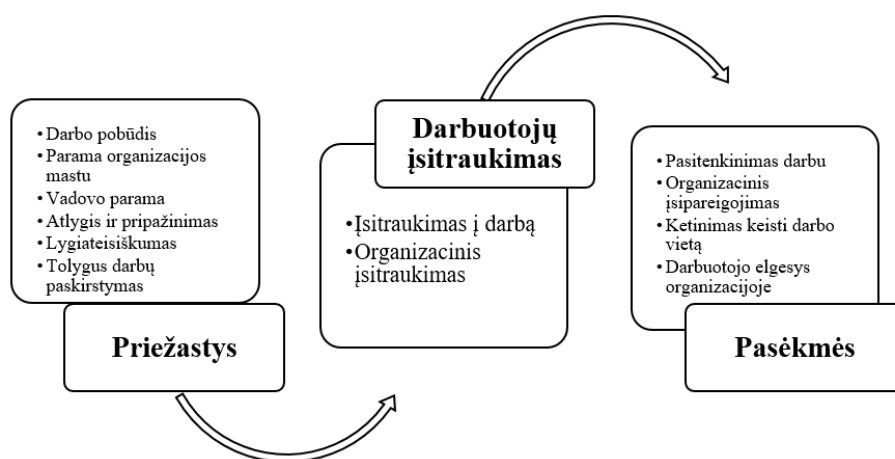 • Darbo pobūdis
• Parama organizacijos
mastu
• Vadovo parama
• Atlygis ir pripažinimas
• Lygiateisiškumas
• Tolygus darbų
paskirstymas
Priežastys
Darbuotojų
įsitraukimas
• Įsitraukimas į darbą
• Organizacinis
įsitraukimas
• Pasitenkinimas darbu
• Organizacinis
įsipareigojimas
• Ketinimas keisti darbo
vietą
• Darbuotojo elgesys
organizacijoje
Pasėkmės